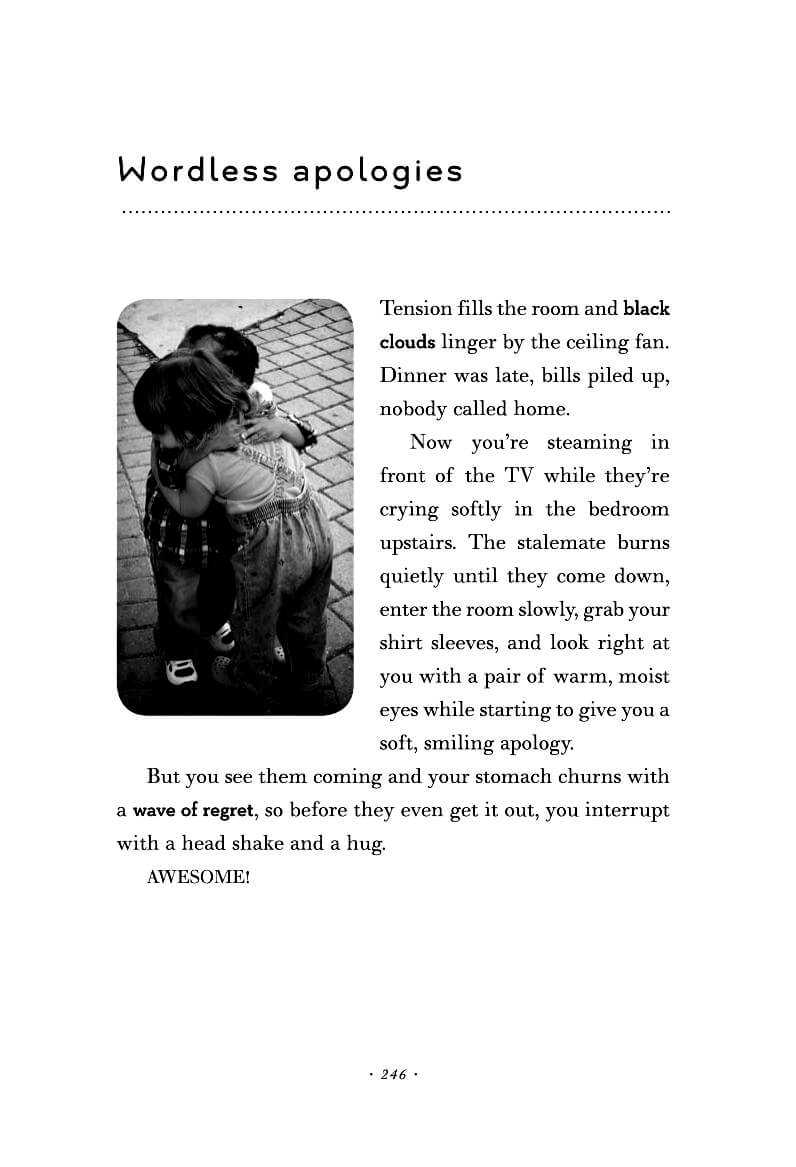 Wordless apologies
Tension fills the room and black
clouds linger by the ceiling fan.
Dinner was late, bills piled up,
nobody called home.
Now you’re steaming in
front of the TV while they’re
crying softly in the bedroom
upstairs. The stalemate burns
quietly until they come down,
enter the room slowly, grab your
shirt sleeves, and look right at
you with a pair of warm, moist
eyes while starting to give you a
soft, smiling apology.
But you see them coming and your stomach churns with
a wave of regret, so before they even get it out, you interrupt
with a head shake and a hug.
AWESOME!
· 246 ·